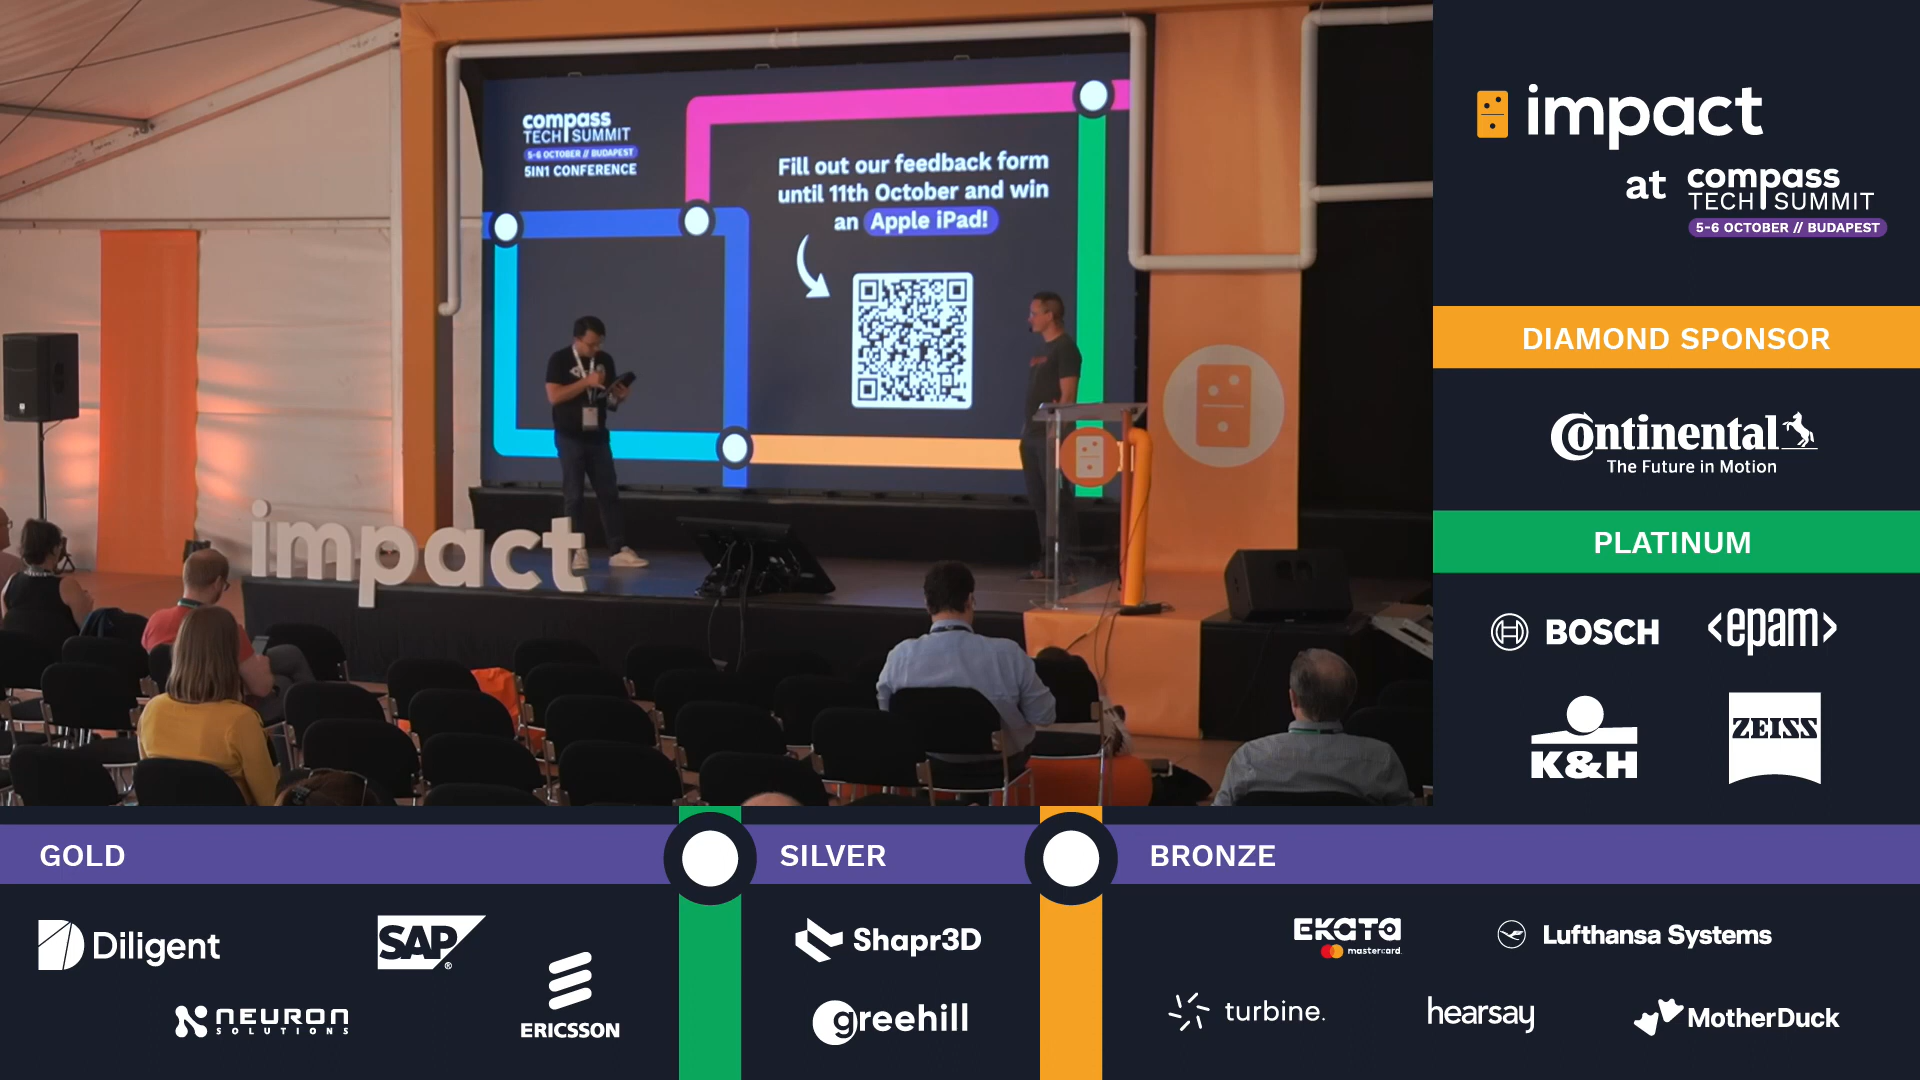 compass
TECH SUMMIT
5-6 OCTOBER // BUDAPEST
5IN1 CONFERENCE
Fill out our feedback form
until 11th October and win
an Apple iPad!
impact
impact
at compass
TECH SUMMIT
5-6 OCTOBER // BUDAPEST
DIAMOND SPONSOR
Continental
The Future in Motion
PLATINUM
BOSCH
<epam>
K&H
ZEISS
GOLD
SILVER
BRONZE
Diligent
SAP®
NEURON
SOLUTIONS
ERICSSON
Shapr3D
greehill
EKATA
mastercard.
Lufthansa Systems
turbine.
hearsay
MotherDuck